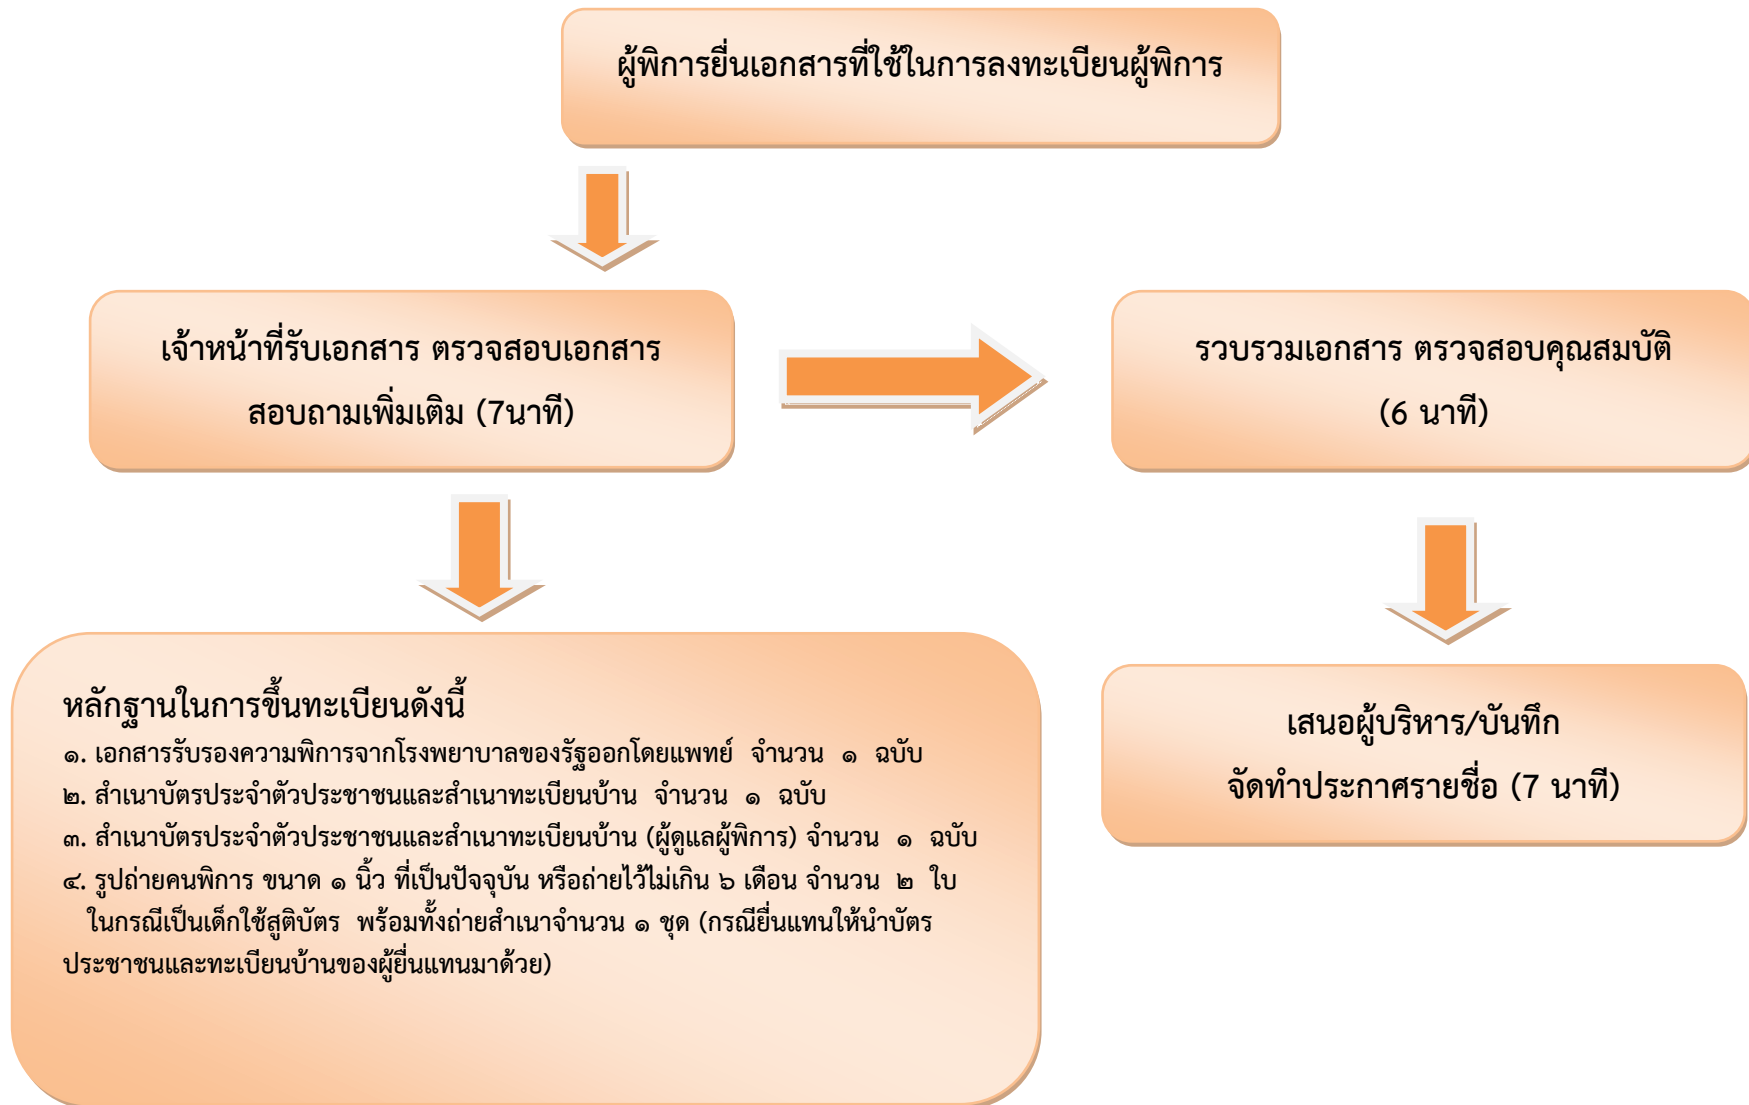 ผู้พิการยื่นเอกสารที่ใช้ในการลงทะเบียนผู้พิการ
เจ้าหน้าที่รับเอกสาร ตรวจสอบเอกสาร
สอบถามเพิ่มเติม (7นาที)
รวบรวมเอกสาร ตรวจสอบคุณสมบัติ
(6 นาที)
หลักฐานในการขึ้นทะเบียนดังนี้
๑. เอกสารรับรองความพิการจากโรงพยาบาลของรัฐออกโดยแพทย์ จำนวน ๑ ฉบับ
๒. สำเนาบัตรประจำตัวประชาชนและสำเนาทะเบียนบ้าน จำนวน ๑ ฉบับ
๓. สำเนาบัตรประจำตัวประชาชนและสำเนาทะเบียนบ้าน (ผู้ดูแลผู้พิการ) จำนวน ๑ ฉบับ
๔. รูปถ่ายคนพิการ ขนาด ๑ นิ้ว ที่เป็นปัจจุบัน หรือถ่ายไว้ไม่เกิน ๖ เดือน จำนวน ๒ ใบ
ในกรณีเป็นเด็กใช้สูติบัตร พร้อมทั้งถ่ายสำเนาจำนวน ๑ ชุด (กรณียื่นแทนให้นำบัตร
ประชาชนและทะเบียนบ้านของผู้ยื่นแทนมาด้วย)
เสนอผู้บริหาร/บันทึก
จัดทำประกาศรายชื่อ (7 นาที)